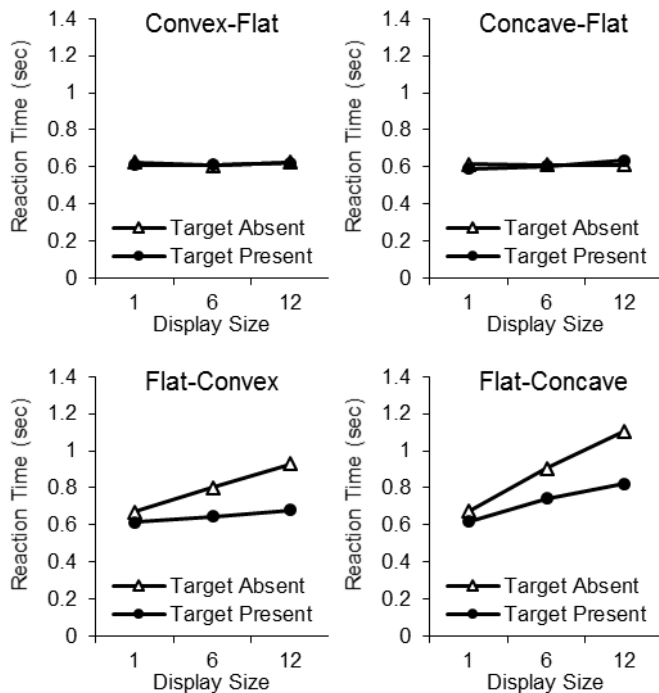 Convex-Flat
Reaction Time (sec)
1.4
1.2
1
0.8
0.6
0.4
0.2
0
Target Absent
Target Present
1 6 12
Display Size
Concave-Flat
Reaction Time (sec)
1.4
1.2
1
0.8
0.6
0.4
0.2
0
Target Absent
Target Present
1 6 12
Display Size
Flat-Convex
Reaction Time (sec)
1.4
1.2
1
0.8
0.6
0.4
0.2
0
Target Absent
Target Present
1 6 12
Display Size
Flat-Concave
Reaction Time (sec)
1.4
1.2
1
0.8
0.6
0.4
0.2
0
Target Absent
Target Present
1 6 12
Display Size